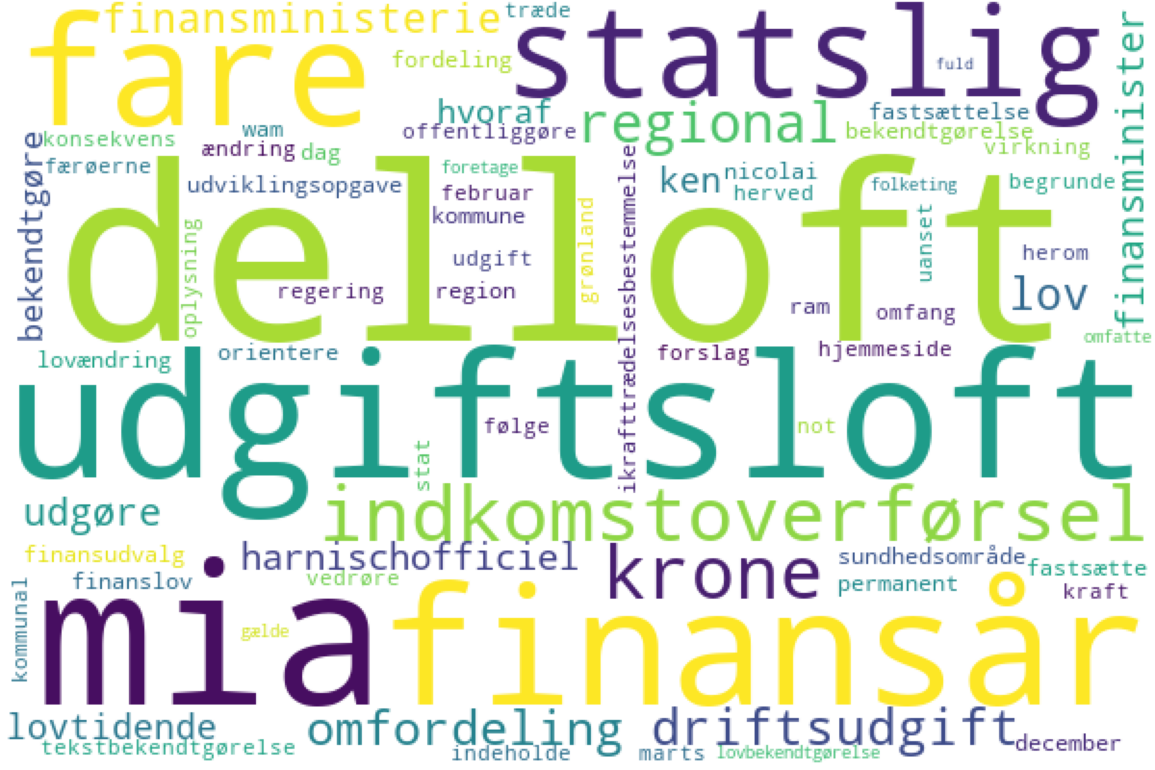 finansministerie
træde
fare
statslig
fuld
finansminister
fordeling
hvoraf
regional
fastsættelse
konsekvens
wam
offentliggøre
bekendtgørelse
bekendtgøre
ændring
dag
virkning
færøerne
foretage
ken
nicolai
folketing
begrunde
udviklingsopgave
februar
herved
kommune
delloft
oplysning
udgift
grønland
ikrafttrædelsesbestemmelse
uanset
herom
regering
region
ram
omfang
lov
omfatte
lovændring
orientere
forslag
hjemmeside
udgiftsloft
følge
not
stat
udgøre
indkomstoverførsel
finansudvalg
harnischofficiel
krone
sundhedsområde
fastsætte
finanslov
vedrøre
permanent
kraft
kommunal
mia
gælde
finansår
lovtidende
omfordeling
driftsudgift
december
tekstbekendtgørelse
indeholde
marts
lovbekendtgørelse